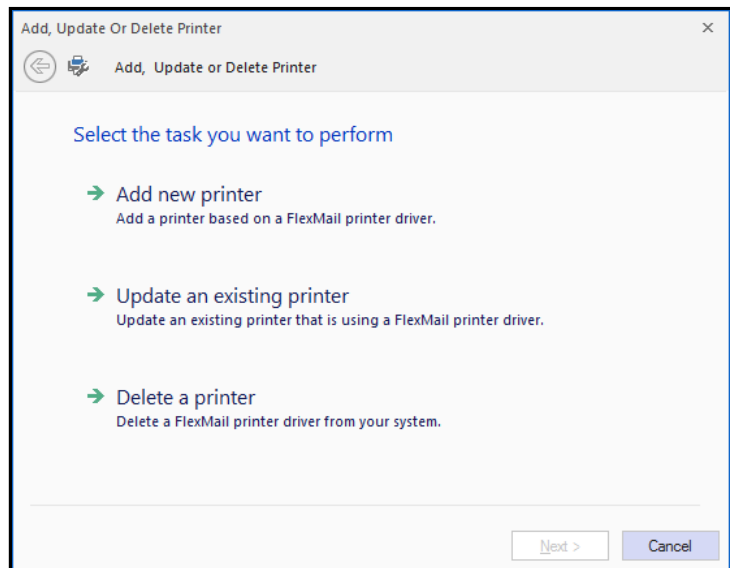 Add, Update Or Delete Printer
Add, Update or Delete Printer
Select the task you want to perform
Add new printer
Add a printer based on a FlexMail printer driver.
Update an existing printer
Update an existing printer that is using a FlexMail printer driver.
Delete a printer
Delete a FlexMail printer driver from your system.
Next > Cancel